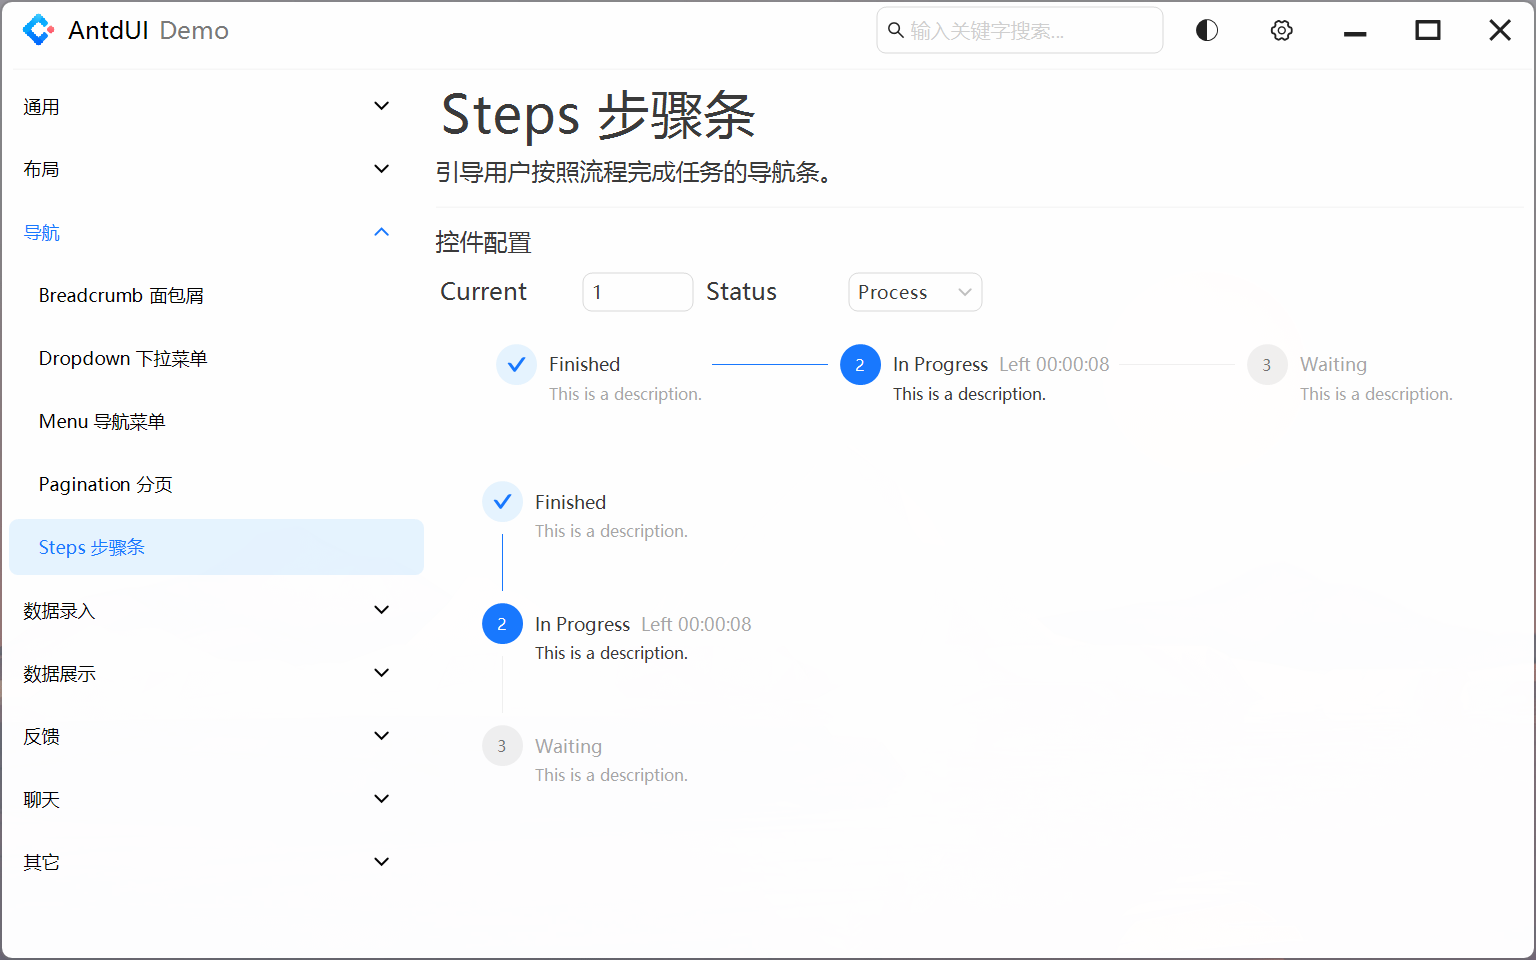 AntdUI Demo
输入关键字搜索...
通用
布局
导航
Breadcrumb 面包屑
Dropdown 下拉菜单
Menu 导航菜单
Pagination 分页
Steps 步骤条
数据录入
数据展示
反馈
聊天
其它
Steps 步骤条
引导用户按照流程完成任务的导航条。
控件配置
Current 1 Status Process
Finished 2 In Progress Left 00:00:08 3 Waiting
This is a description. This is a description. This is a description.
Finished
This is a description.
2 In Progress Left 00:00:08
This is a description.
3 Waiting
This is a description.